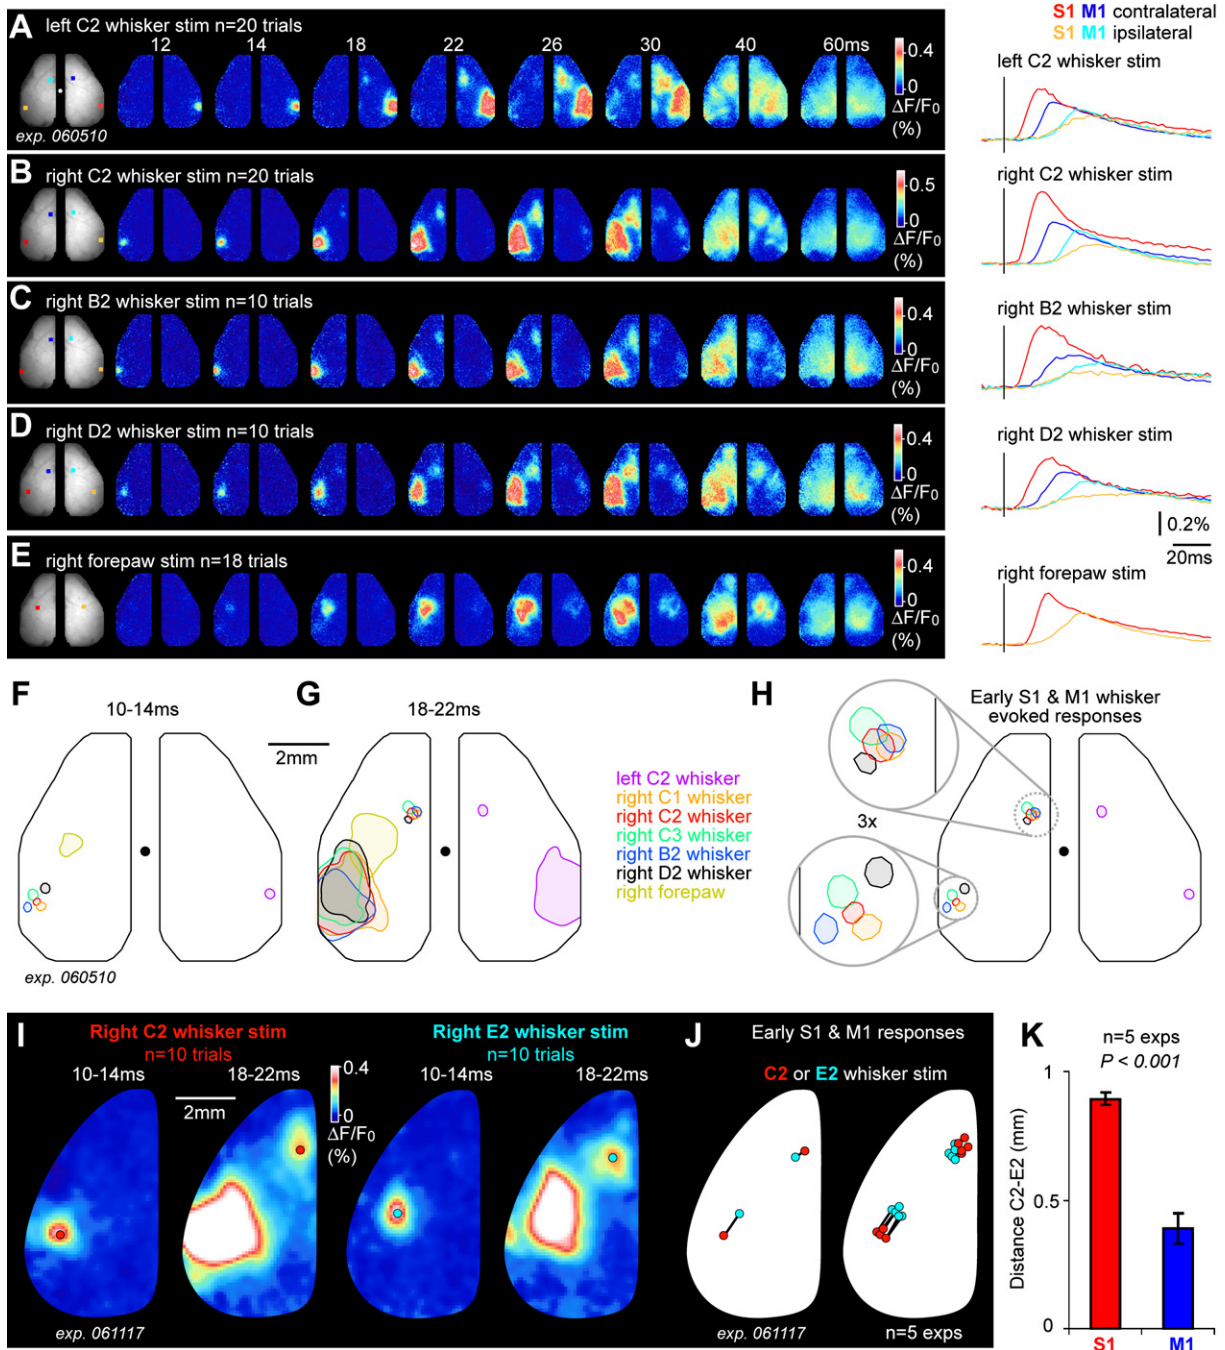 S1 M1 contralateral
S1 M1 ipsilateral
A left C2 whisker stim n=20 trials
12 14 18 22 26 30 40 60ms
0.4
0
ΔF/F0
(%)
exp. 060510
left C2 whisker stim
B right C2 whisker stim n=20 trials
0.5
0
ΔF/F0
(%)
right C2 whisker stim
C right B2 whisker stim n=10 trials
0.4
0
ΔF/F0
(%)
right B2 whisker stim
D right D2 whisker stim n=10 trials
0.4
0
ΔF/F0
(%)
right D2 whisker stim
0.2%
20ms
E right forepaw stim n=18 trials
0.4
0
ΔF/F0
(%)
right forepaw stim
F
10-14ms
exp. 060510
2mm
G
18-22ms
left C2 whisker
right C1 whisker
right C2 whisker
right C3 whisker
right B2 whisker
right D2 whisker
right forepaw
H
Early S1 & M1 whisker
evoked responses
3x
I
Right C2 whisker stim
n=10 trials
10-14ms 18-22ms
2mm
0.4
0
ΔF/F0
(%)
exp. 061117
Right E2 whisker stim
n=10 trials
10-14ms 18-22ms
J
Early S1 & M1 responses
C2 or E2 whisker stim
exp. 061117
n=5 exps
K
n=5 exps
P < 0.001
1
0.5
0
Distance C2-E2 (mm)
S1 M1